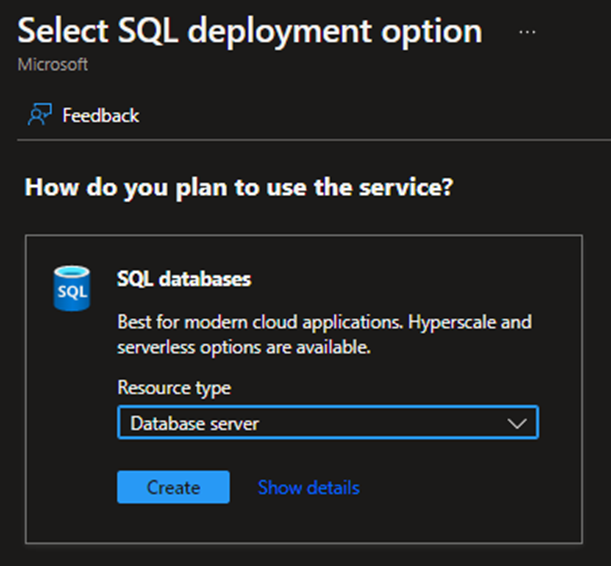 Select SQL deployment option ...
Microsoft
Feedback
How do you plan to use the service?
SQL
SQL databases
Best for modern cloud applications. Hyperscale and
serverless options are available.
Resource type
Database server
Create Show details